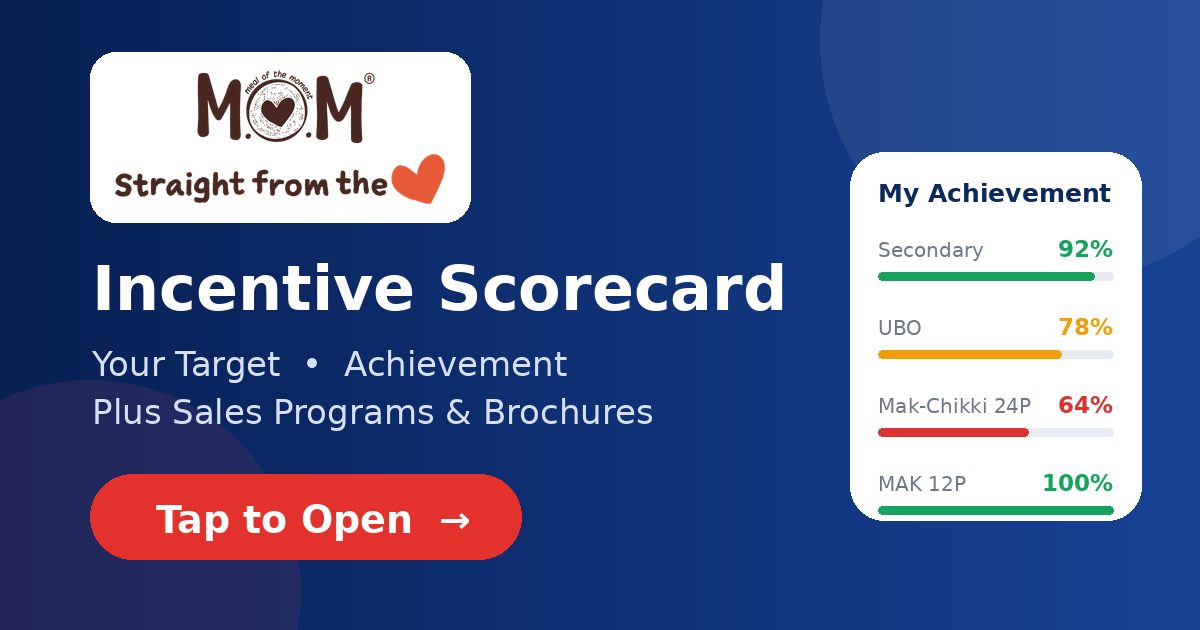 meal of the moment
M.O.M®
Straight from the
Incentive Scorecard
Your Target • Achievement
Plus Sales Programs & Brochures
Tap to Open →
My Achievement
Secondary 92%
UBO 78%
Mak-Chikki 24P 64%
MAK 12P 100%